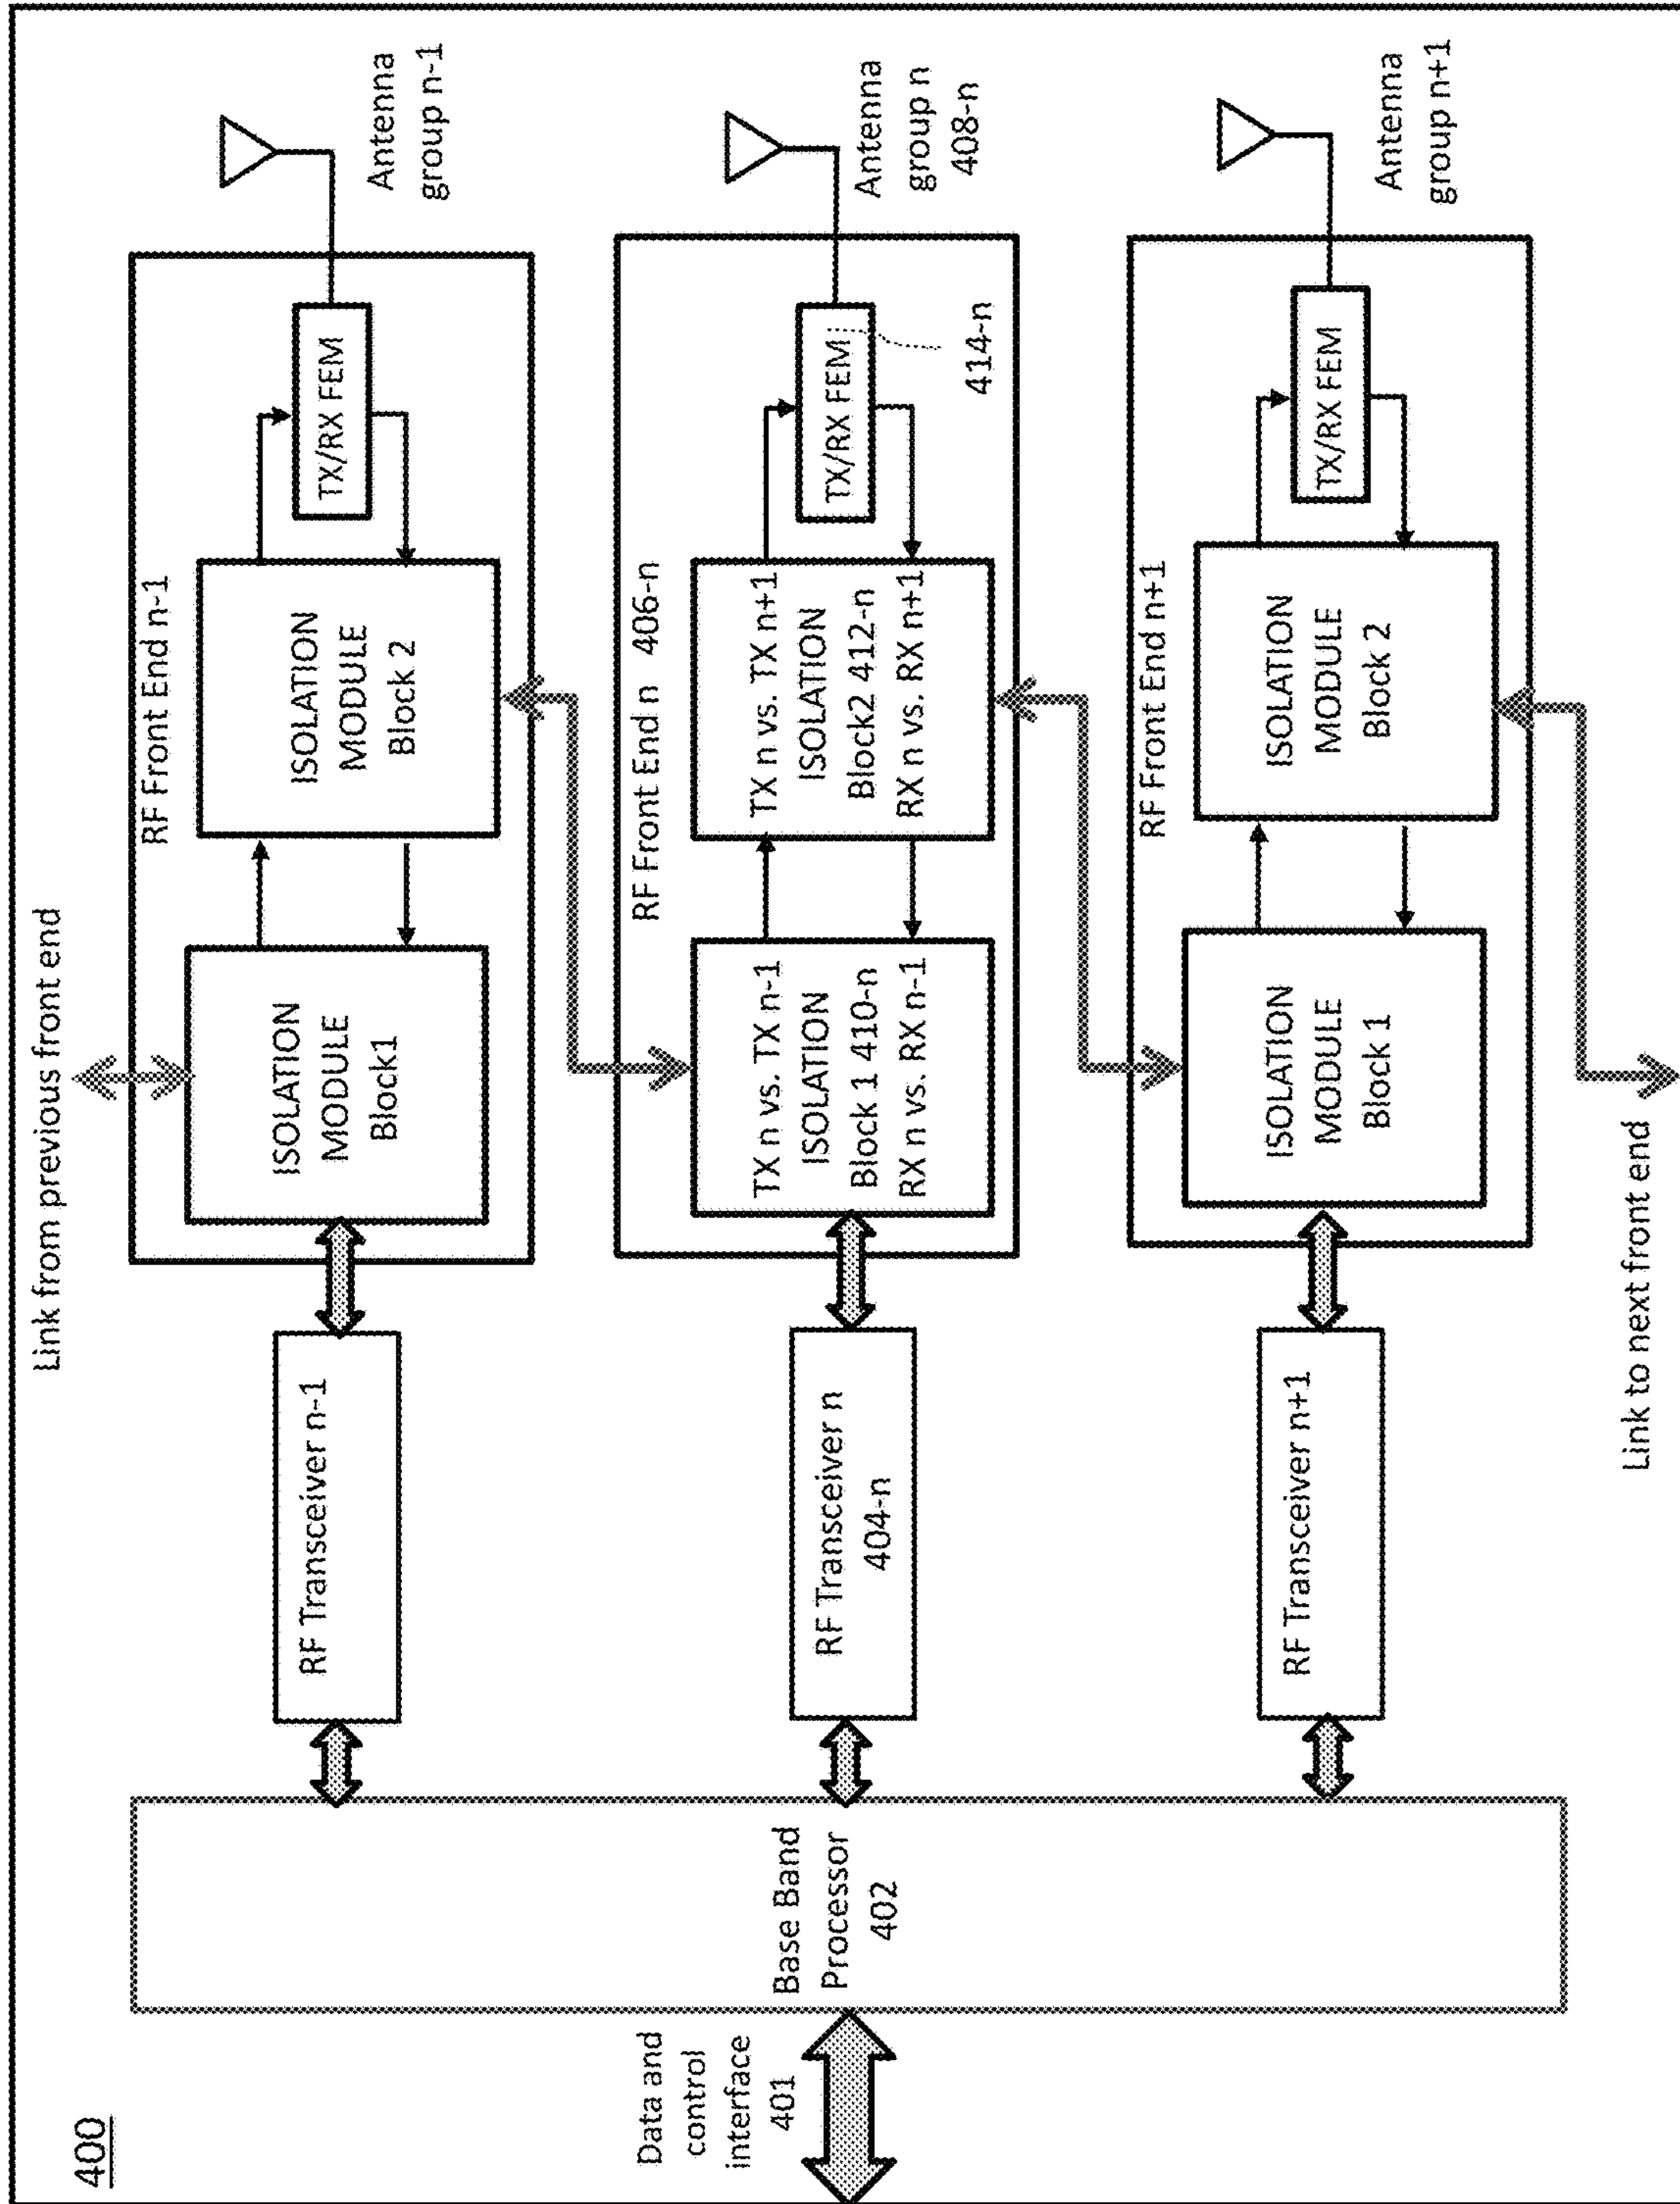 400
Link from previous front end
RF Front End n-1
Antenna
group n-1
RF Transceiver n-1
ISOLATION
MODULE
Block1
ISOLATION
MODULE
Block 2
TX/RX FEM
Data and
control
interface
401
Base Band
Processor
402
RF Transceiver n
404-n
RF Front End n 406-n
TX n vs. TX n-1
ISOLATION
Block 1 410-n
RX n vs. RX n-1
TX n vs. TX n+1
ISOLATION
Block2 412-n
RX n vs. RX n+1
TX/RX FEM
414-n
Antenna
group n
408-n
RF Transceiver n+1
RF Front End n+1
ISOLATION
MODULE
Block 1
ISOLATION
MODULE
Block 2
TX/RX FEM
Antenna
group n+1
Link to next front end